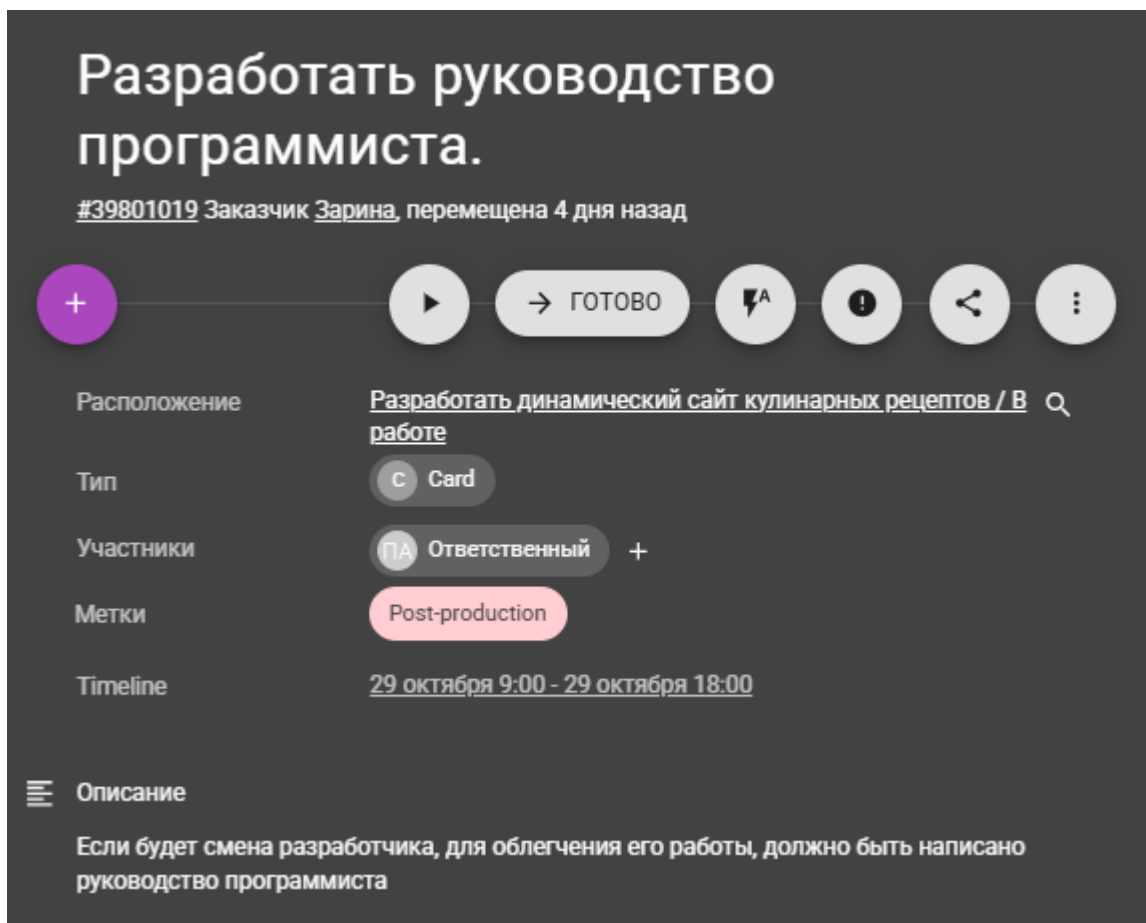 Разработать руководство
программиста.
#39801019 Заказчик Зарина, перемещена 4 дня назад
+ → ГОТОВО A
Расположение Разработать динамический сайт кулинарных рецептов / В
работе
Тип C Card
Участники ПА Ответственный +
Метки Post-production
Timeline 29 октября 9:00 - 29 октября 18:00
Описание
Если будет смена разработчика, для облегчения его работы, должно быть написано
руководство программиста